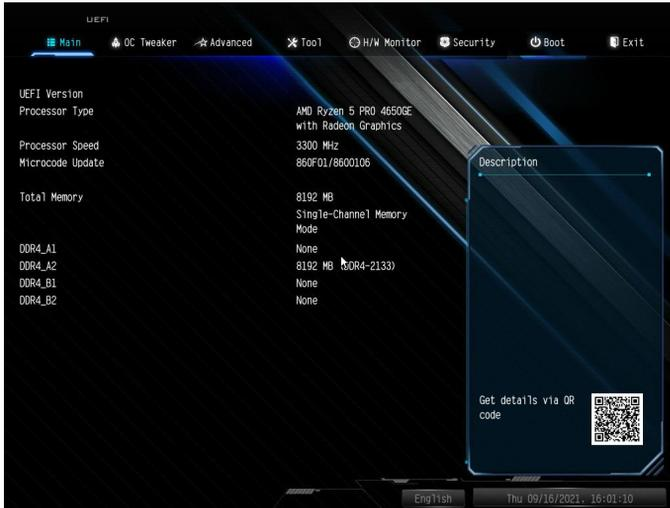 UEFI
Main OC Tweaker Advanced Tool H/W Monitor Security Boot Exit
UEFI Version
Processor Type AMD Ryzen 5 PRO 4650GE
with Radeon Graphics
Processor Speed 3300 MHz
Microcode Update 860F01/8600106
Total Memory 8192 MB
Single-Channel Memory
Mode
DDR4_A1 None
DDR4_A2 8192 MB (DDR4-2133)
DDR4_B1 None
DDR4_B2 None
Description
Get details via QR
code
English Thu 09/16/2021, 16:01:10